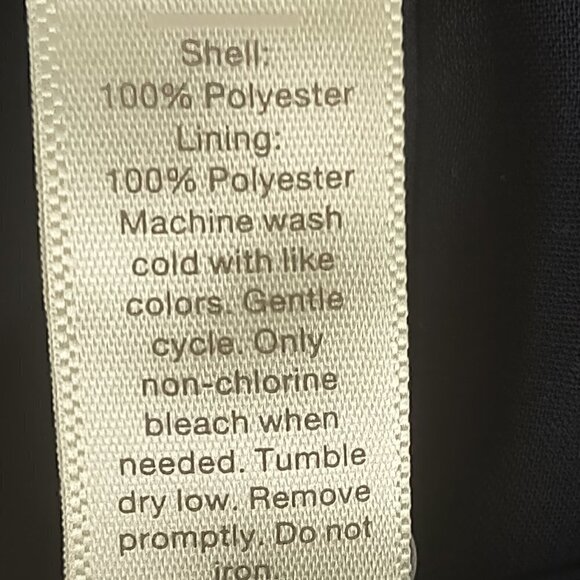 Shell:
100% Polyester
Lining:
100% Polyester
Machine wash
cold with like
colors. Gentle
cycle. Only
non-chlorine
bleach when
needed. Tumble
dry low. Remove
promptly. Do not
iron.